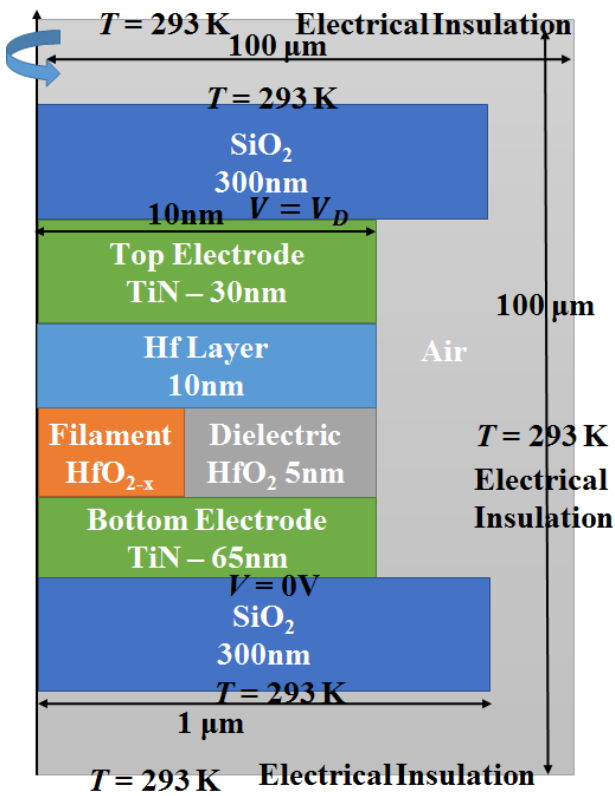 T = 293 K
Electrical Insulation
100 μm
T = 293 K
SiO2
300nm
10nm
V = VD
Top Electrode
TiN – 30nm
100 μm
Hf Layer
10nm
Air
Filament
HfO2-x
Dielectric
HfO2 5nm
T = 293 K
Electrical
Insulation
Bottom Electrode
TiN – 65nm
V = 0V
SiO2
300nm
T = 293 K
1 μm
T = 293 K
Electrical Insulation